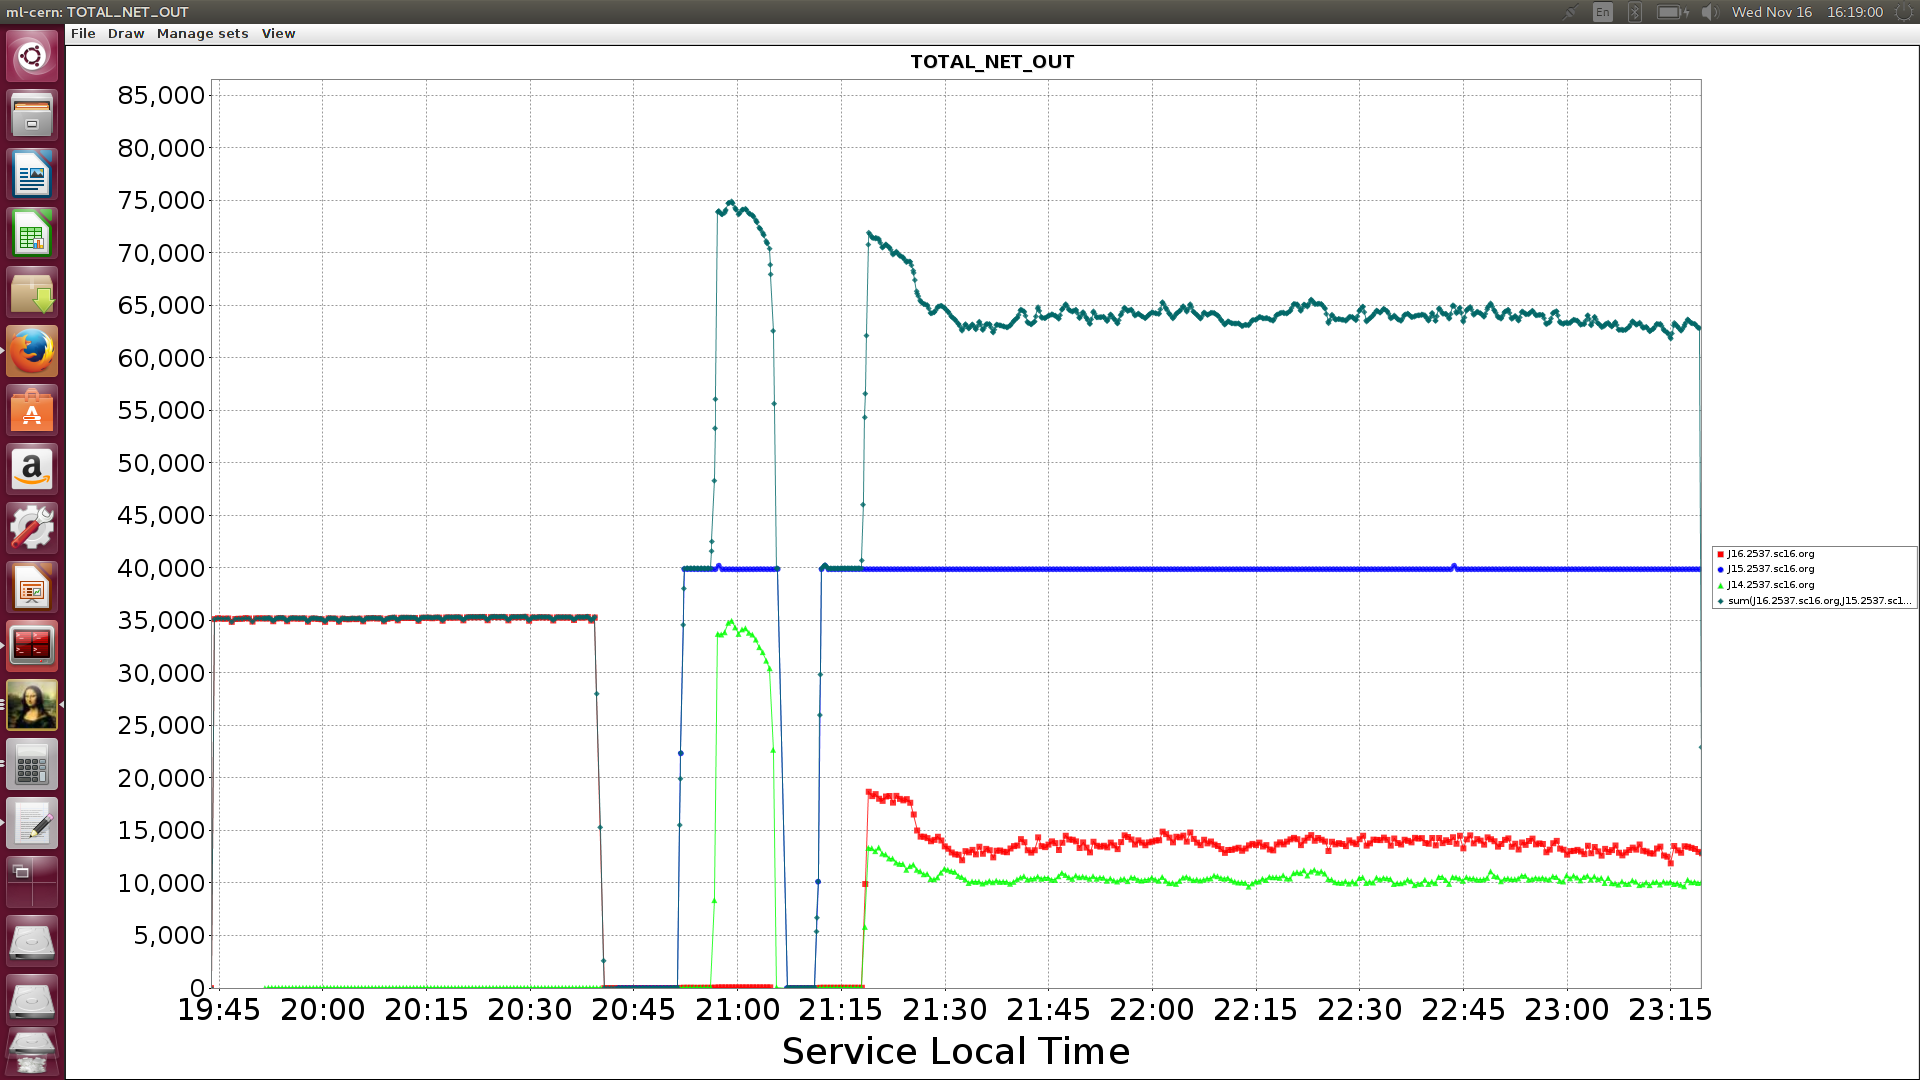 ml-cern: TOTAL_NET_OUT
En
Wed Nov 16 16:19:00
File Draw Manage sets View
TOTAL_NET_OUT
85,000
80,000
75,000
70,000
65,000
60,000
55,000
50,000
45,000
40,000
35,000
30,000
25,000
20,000
15,000
10,000
5,000
0
19:45 20:00 20:15 20:30 20:45 21:00 21:15 21:30 21:45 22:00 22:15 22:30 22:45 23:00 23:15
Service Local Time
J16.2537.sc16.org
J15.2537.sc16.org
J14.2537.sc16.org
sum(J16.2537.sc16.org,J15.2537.sc1...